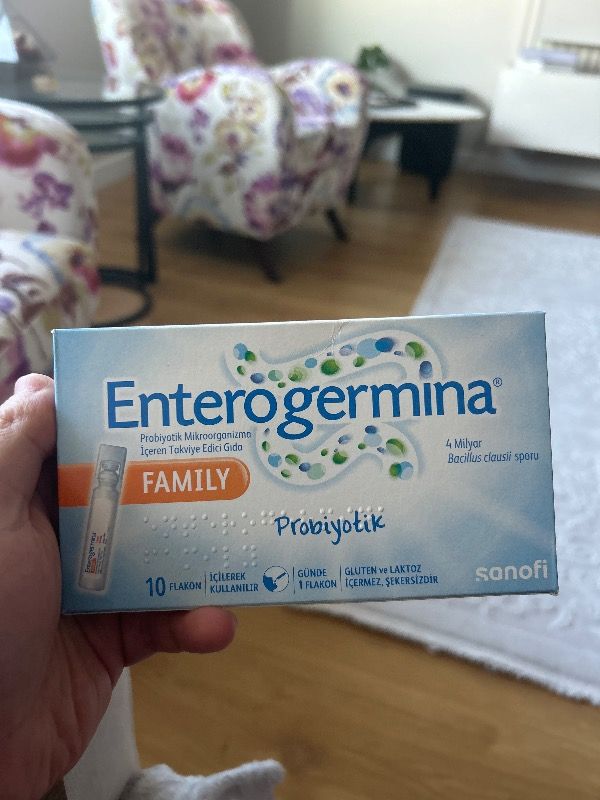 Enterogermina®
Probiyotik Mikroorganizma
İçeren Takviye Edici Gıda
4 Milyar
Bacillus clausii sporu
FAMILY
Probiyotik
Enterogermina
10 FLAKON
İÇİLEREK
KULLANILIR
GÜNDE
1 FLAKON
GLUTEN ve LAKTOZ
İÇERMEZ, ŞEKERSİZDİR
sanofi